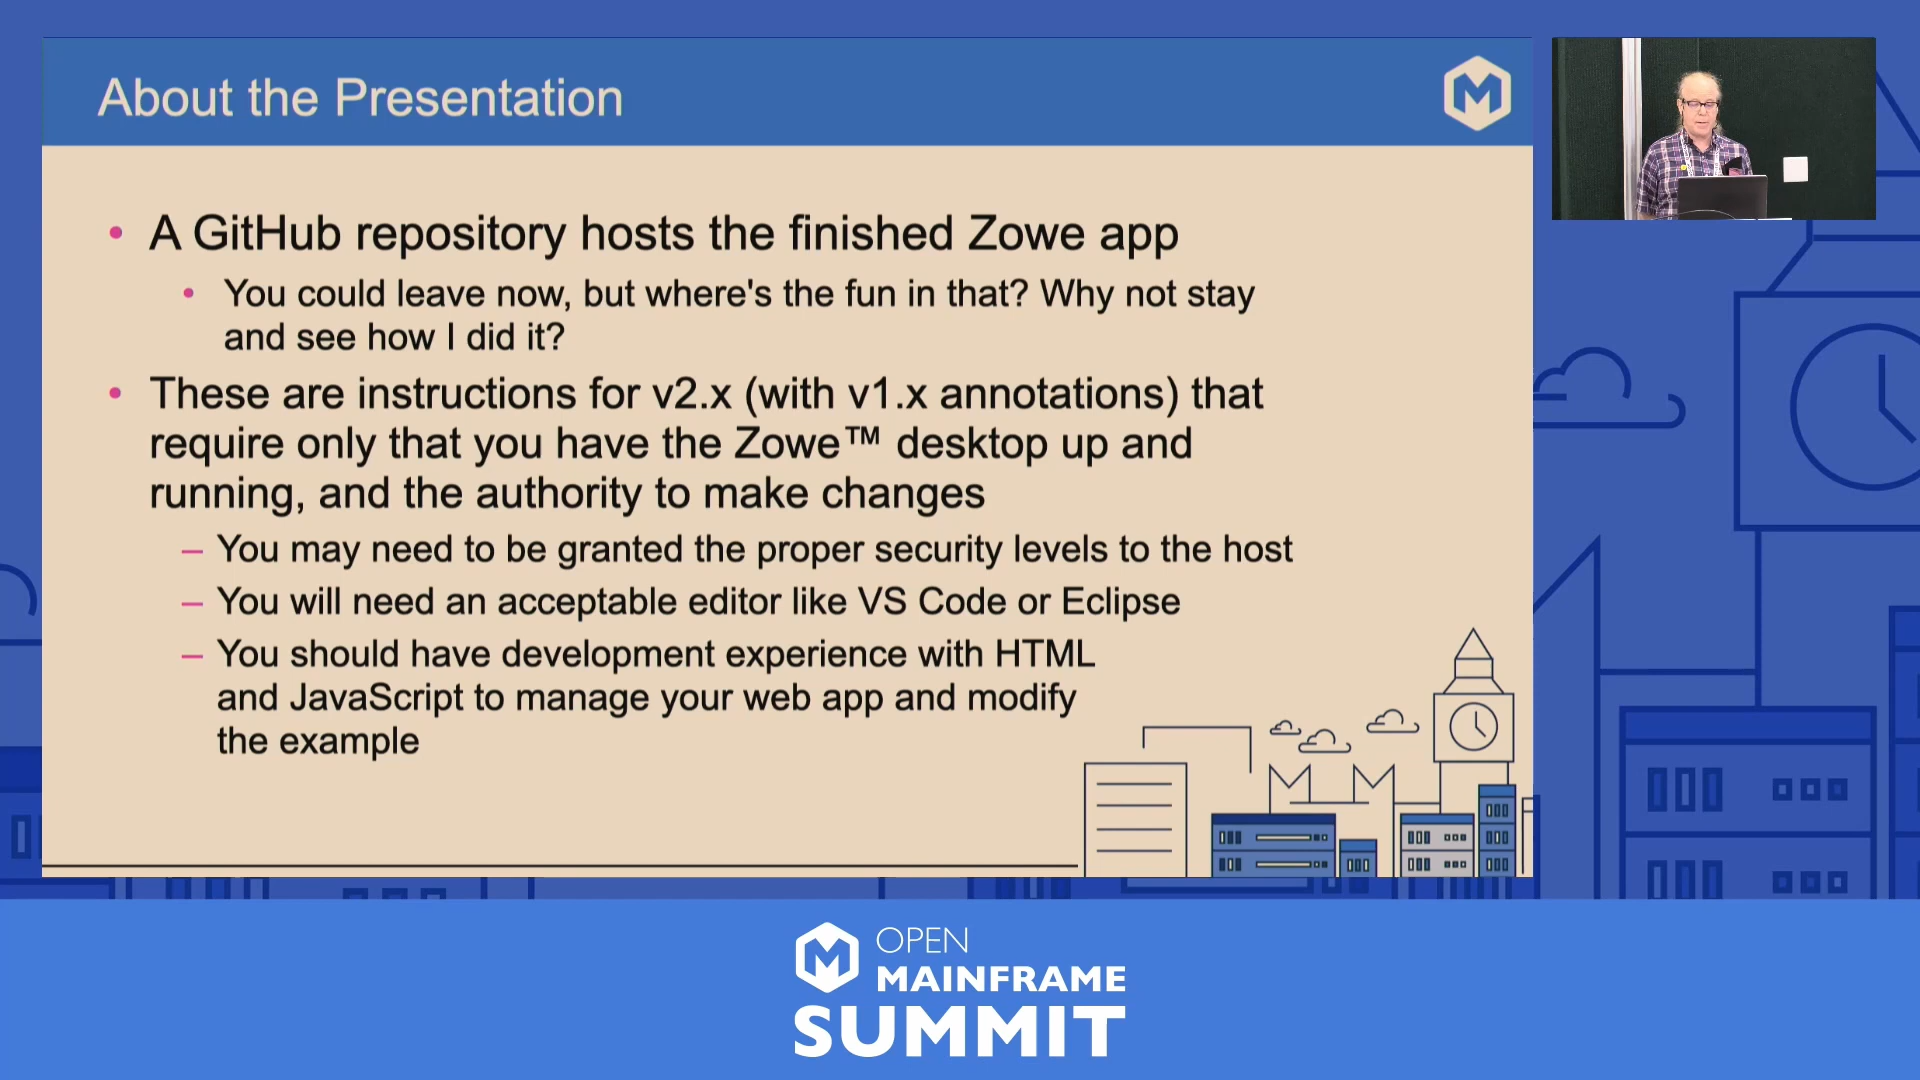 About the Presentation
• A GitHub repository hosts the finished Zowe app
• You could leave now, but where's the fun in that? Why not stay
and see how I did it?
• These are instructions for v2.x (with v1.x annotations) that
require only that you have the Zowe™ desktop up and
running, and the authority to make changes
– You may need to be granted the proper security levels to the host
– You will need an acceptable editor like VS Code or Eclipse
– You should have development experience with HTML
and JavaScript to manage your web app and modify
the example
OPEN
MAINFRAME
SUMMIT